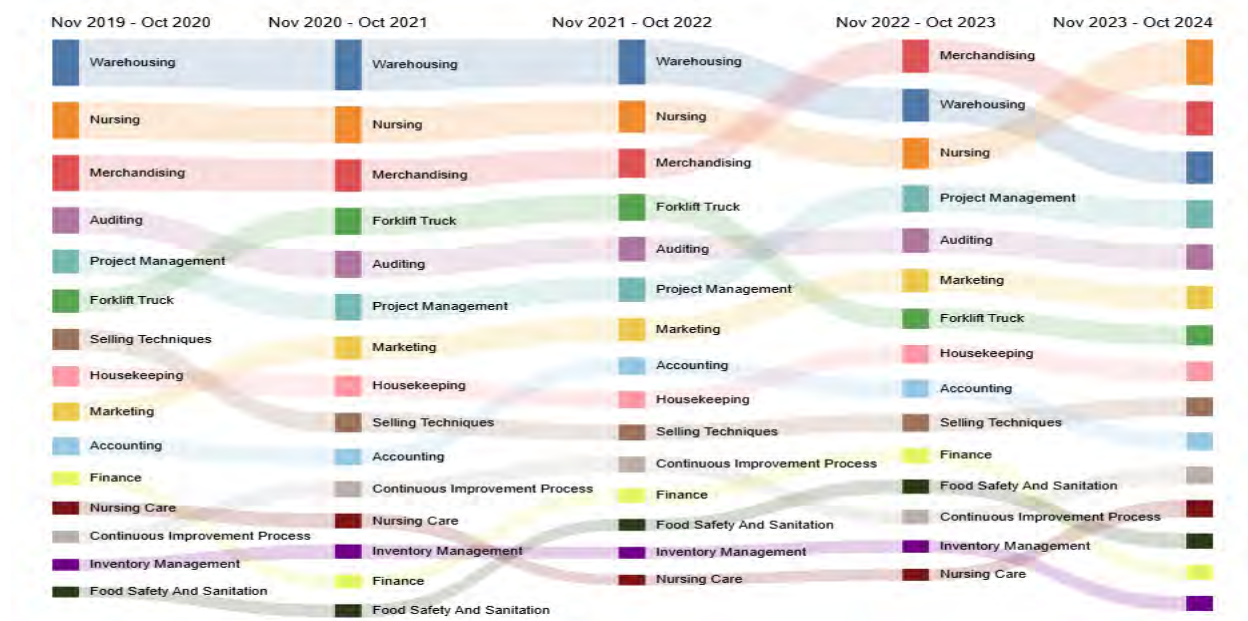 Nov 2019 - Oct 2020
Nov 2020 - Oct 2021
Nov 2021 - Oct 2022
Nov 2022 - Oct 2023
Nov 2023 - Oct 2024
Warehousing
Nursing
Merchandising
Auditing
Project Management
Forklift Truck
Selling Techniques
Housekeeping
Marketing
Accounting
Finance
Nursing Care
Continuous Improvement Process
Inventory Management
Food Safety And Sanitation
Warehousing
Nursing
Merchandising
Forklift Truck
Auditing
Project Management
Marketing
Housekeeping
Selling Techniques
Accounting
Continuous Improvement Process
Nursing Care
Inventory Management
Finance
Food Safety And Sanitation
Warehousing
Nursing
Merchandising
Forklift Truck
Auditing
Project Management
Marketing
Accounting
Housekeeping
Selling Techniques
Continuous Improvement Process
Finance
Food Safety And Sanitation
Inventory Management
Nursing Care
Merchandising
Warehousing
Nursing
Project Management
Auditing
Marketing
Forklift Truck
Housekeeping
Accounting
Selling Techniques
Finance
Food Safety And Sanitation
Continuous Improvement Process
Inventory Management
Nursing Care